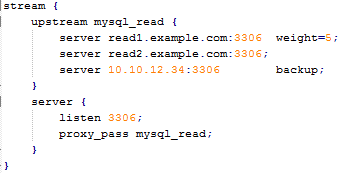 stream {
    upstream mysql_read {
        server read1.example.com:3306  weight=5;
        server read2.example.com:3306;
        server 10.10.12.34:3306        backup;
    }
    server {
        listen 3306;
        proxy_pass mysql_read;
    }
}